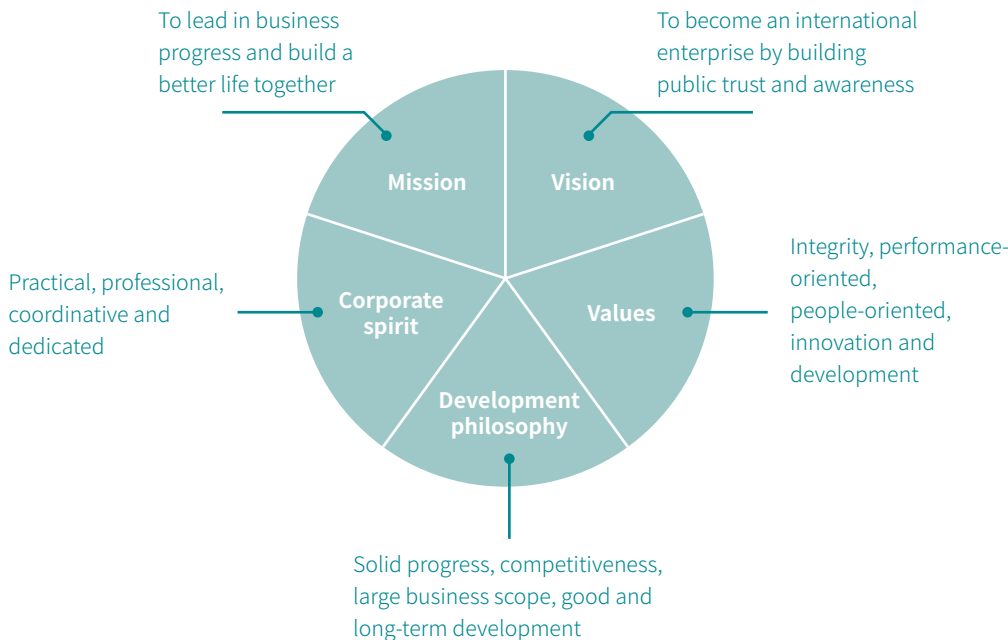 To lead in business
progress and build a
better life together
To become an international
enterprise by building
public trust and awareness
Mission
Vision
Practical, professional,
coordinative and
dedicated
Corporate
spirit
Values
Integrity, performance-
oriented,
people-oriented,
innovation and
development
Development
philosophy
Solid progress, competitiveness,
large business scope, good and
long-term development